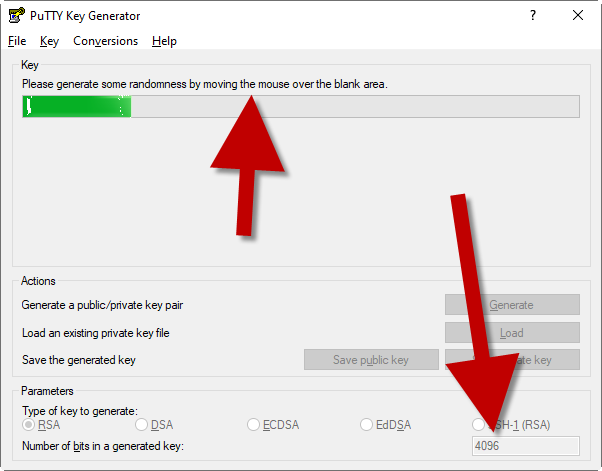 PuTTY Key Generator
File Key Conversions Help
Key
Please generate some randomness by moving the mouse over the blank area.
Actions
Generate a public/private key pair
Generate
Load an existing private key file
Load
Save the generated key
Save public key
key
Parameters
Type of key to generate:
RSA
DSA
ECDSA
EdDSA
SH-1 (RSA)
Number of bits in a generated key:
4096